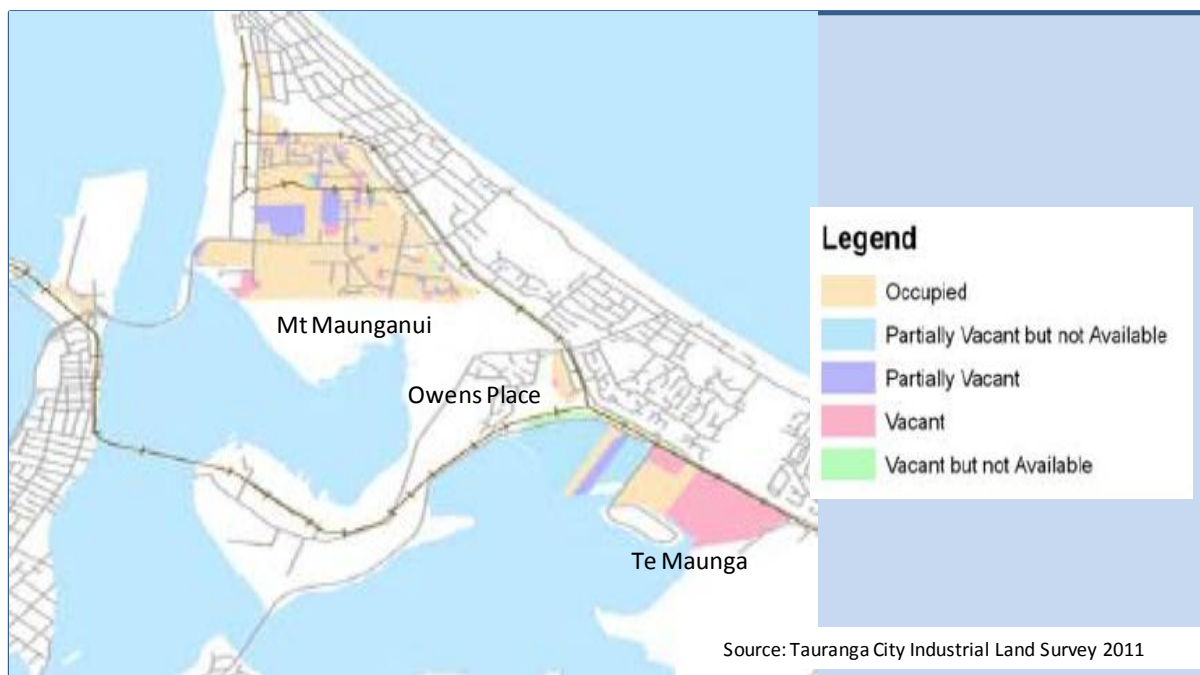 Mt Maunganui
Owens Place
Te Maunga
Legend
Occupied
Partially Vacant but not Available
Partially Vacant
Vacant
Vacant but not Available
Source: Tauranga City Industrial Land Survey 2011